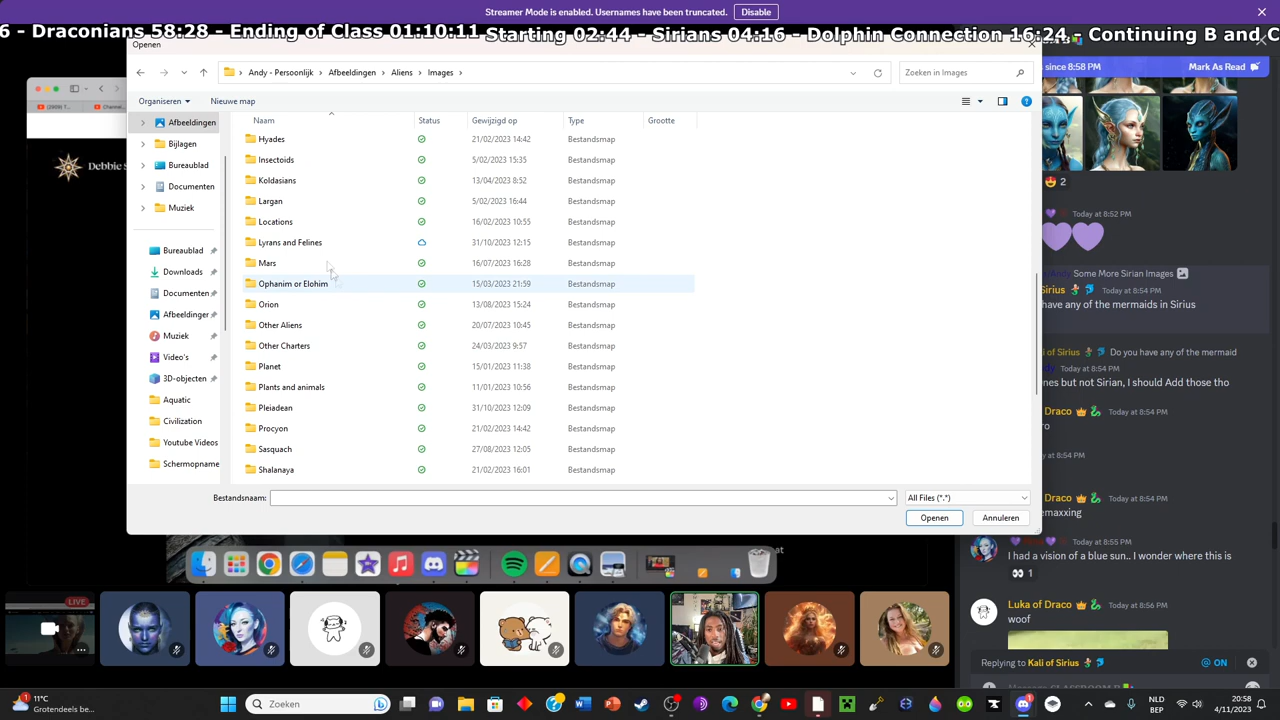 Streamer Mode is enabled. Usernames have been truncated. Disable
6 - Draconians 58:28 - Ending of Class 01:10:11 Starting 02:44 - Sirians 04:16 - Dolphin Connection 16:24 - Continuing B and C
Openen
Andy - Persoonlijk Afbeeldingen Aliens Images
Zoeken in Images
Organiseren Nieuwe map
Naam Status Gewijzigd op Type Grootte
Hyades 21/02/2023 14:42 Bestandsmap
Insectoids 5/02/2023 15:35 Bestandsmap
Koldasians 13/04/2023 8:52 Bestandsmap
Largan 5/02/2023 16:44 Bestandsmap
Locations 16/02/2023 10:55 Bestandsmap
Lyrans and Felines 31/10/2023 12:15 Bestandsmap
Mars 16/07/2023 16:28 Bestandsmap
Ophanim or Elohim 15/03/2023 21:59 Bestandsmap
Orion 13/08/2023 15:24 Bestandsmap
Other Aliens 20/07/2023 10:45 Bestandsmap
Other Charters 24/03/2023 9:57 Bestandsmap
Planet 15/01/2023 11:38 Bestandsmap
Plants and animals 11/01/2023 10:56 Bestandsmap
Pleiadean 31/10/2023 12:09 Bestandsmap
Procyon 21/02/2023 14:42 Bestandsmap
Sasquach 27/08/2023 12:05 Bestandsmap
Shalanaya 21/02/2023 16:01 Bestandsmap
Afbeeldingen
Bijlagen
Bureaublad
Documenten
Muziek
Bureaublad
Downloads
Documenten
Afbeeldinger
Muziek
Video's
3D-objecten
Aquatic
Civilization
Youtube Videos
Schermopname
Bestandsnaam:
All Files (*.*)
Openen Annuleren
Debbie S
LIVE
since 8:58 PM Mark As Read
2
Today at 8:52 PM
Some More Sirian Images
Sirius Today at 8:54 PM
have any of the mermaids in Sirius
of Sirius Do you have any of the mermaid
Today at 8:54 PM
nes but not Sirian, I should Add those tho
Draco Today at 8:54 PM
ro
at 8:54 PM
Draco Today at 8:54 PM
emaxxing
Today at 8:55 PM
I had a vision of a blue sun.. I wonder where this is
1
Luka of Draco Today at 8:56 PM
woof
Replying to Kali of Sirius ON
11°C
Grotendeels be...
Zoeken
NLD
BEP
20:58
4/11/2023